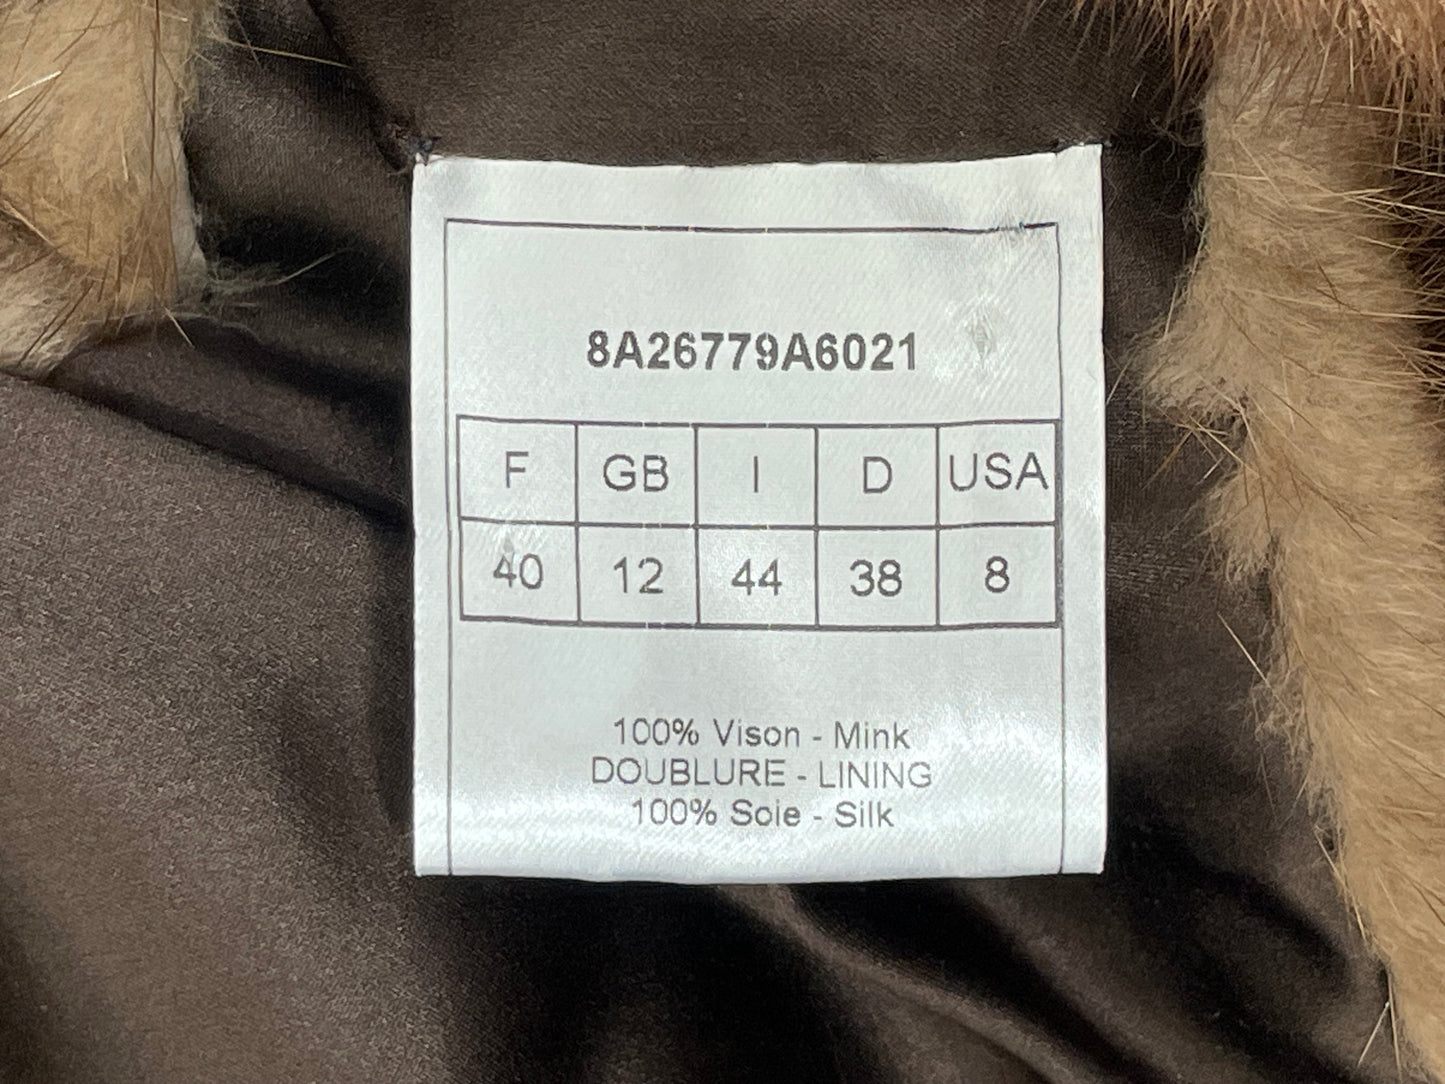 8A26779A6021
F GB I D USA
40 12 44 38 8
100% Vison - Mink
DOUBLURE - LINING
100% Soie - Silk